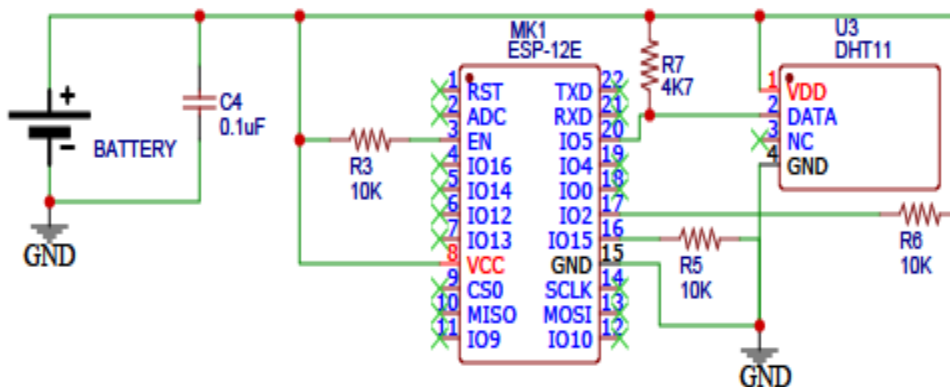 MK1
ESP-12E
U3
DHT11
C4
0.1uF
+
-
BATTERY
GND
R3
10K
1 RST
2 ADC
3 EN
4 IO16
5 IO14
6 IO12
7 IO13
8 VCC
9 CS0
10 MISO
11 IO9
TXD 22
RXD 21
IO5 20
IO4 19
IO0 18
IO2 17
IO15 16
GND 15
SCLK 14
MOSI 13
IO10 12
R7
4K7
1 VDD
2 DATA
3 NC
4 GND
R5
10K
R6
10K
GND